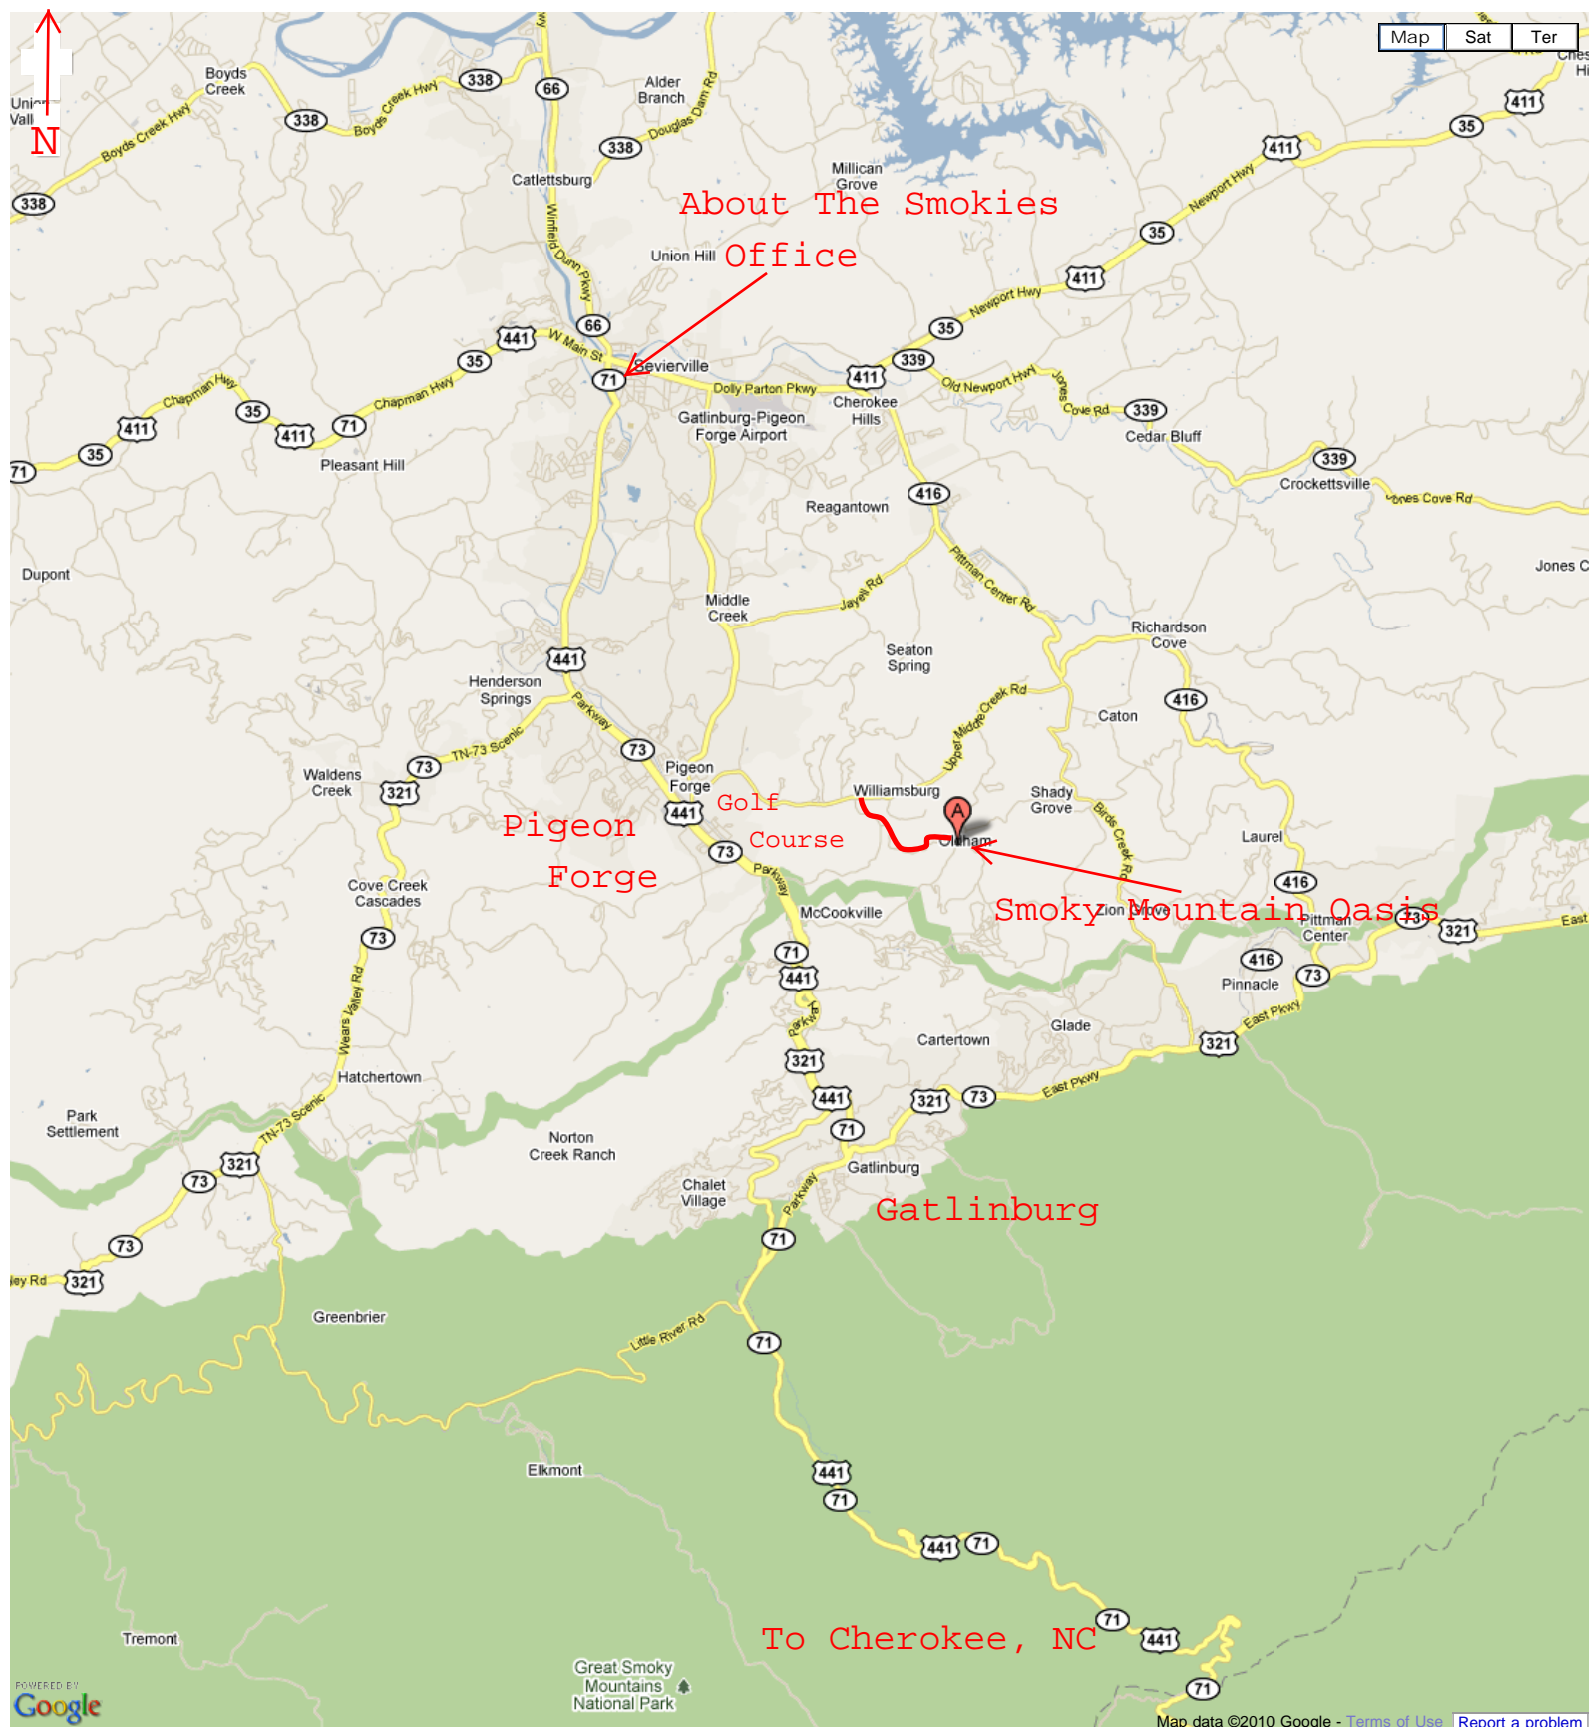 Map
Sat
Ter
N
Boyds
Creek
338
Boyds Creek Hwy
338
66
Alder
Branch
338
Douglas Dam Rd
Boyds Creek Hwy
338
Catlettsburg
Millican
Grove
411
35
411
Newport Hwy
35
411
Newport Hwy
35
About The Smokies
Office
Union Hill
Winfield Dunn Pkwy
66
441
W Main St
35
Sevierville
71
Dolly Parton Pkwy
411
339
Old Newport Hwy
Jones
Cove Rd
339
Cherokee
Hills
Cedar Bluff
339
Crockettsville
Jones Cove Rd
Chapman Hwy
Chapman Hwy
35
411
71
411
35
71
Pleasant Hill
Gatlinburg-Pigeon
Forge Airport
416
Reagantown
Dupont
Jones C
Pittman Center Rd
Jayell Rd
Middle
Creek
Richardson
Cove
Seaton
Spring
441
Henderson
Springs
Parkway
TN-73 Scenic
73
416
Caton
Upper Middle Creek Rd
73
321
Waldens
Creek
Pigeon
Forge
441
Golf
Course
Williamsburg
A
Oldham
Shady
Grove
Birds Creek Rd
Laurel
416
Pigeon
Forge
73
Parkway
Cove Creek
Cascades
McCookville
Smoky Mountain Oasis
Zion Grove
Pittman
Center
73
321
East
73
71
441
416
Pinnacle
73
East Pkwy
Wears Valley Rd
Parkway
Glade
Cartertown
321
321
Hatchertown
441
321
73
East Pkwy
Park
Settlement
TN-73 Scenic
71
Norton
Creek Ranch
321
73
Gatlinburg
Chalet
Village
Parkway
Gatlinburg
71
73
321
ley Rd
Greenbrier
Little River Rd
71
Elkmont
441
71
441
71
To Cherokee, NC
71
441
Tremont
Great Smoky
Mountains
National Park
71
POWERED BY
Google
Map data ©2010 Google - Terms of Use
Report a problem